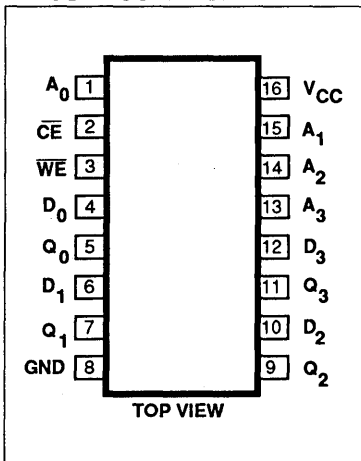 A0 1 16 VCC
CE 2 15 A1
WE 3 14 A2
D0 4 13 A3
Q0 5 12 D3
D1 6 11 Q3
Q1 7 10 D2
GND 8 9 Q2
TOP VIEW